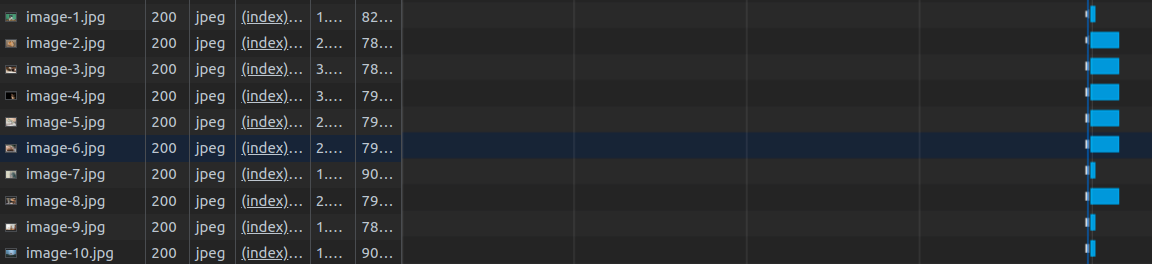 image-1.jpg 200 jpeg (index)... 1.... 82...
image-2.jpg 200 jpeg (index)... 2.... 78...
image-3.jpg 200 jpeg (index)... 3.... 78...
image-4.jpg 200 jpeg (index)... 3.... 79...
image-5.jpg 200 jpeg (index)... 2.... 79...
image-6.jpg 200 jpeg (index)... 2.... 79...
image-7.jpg 200 jpeg (index)... 1.... 90...
image-8.jpg 200 jpeg (index)... 2.... 79...
image-9.jpg 200 jpeg (index)... 1.... 78...
image-10.jpg 200 jpeg (index)... 1.... 90...